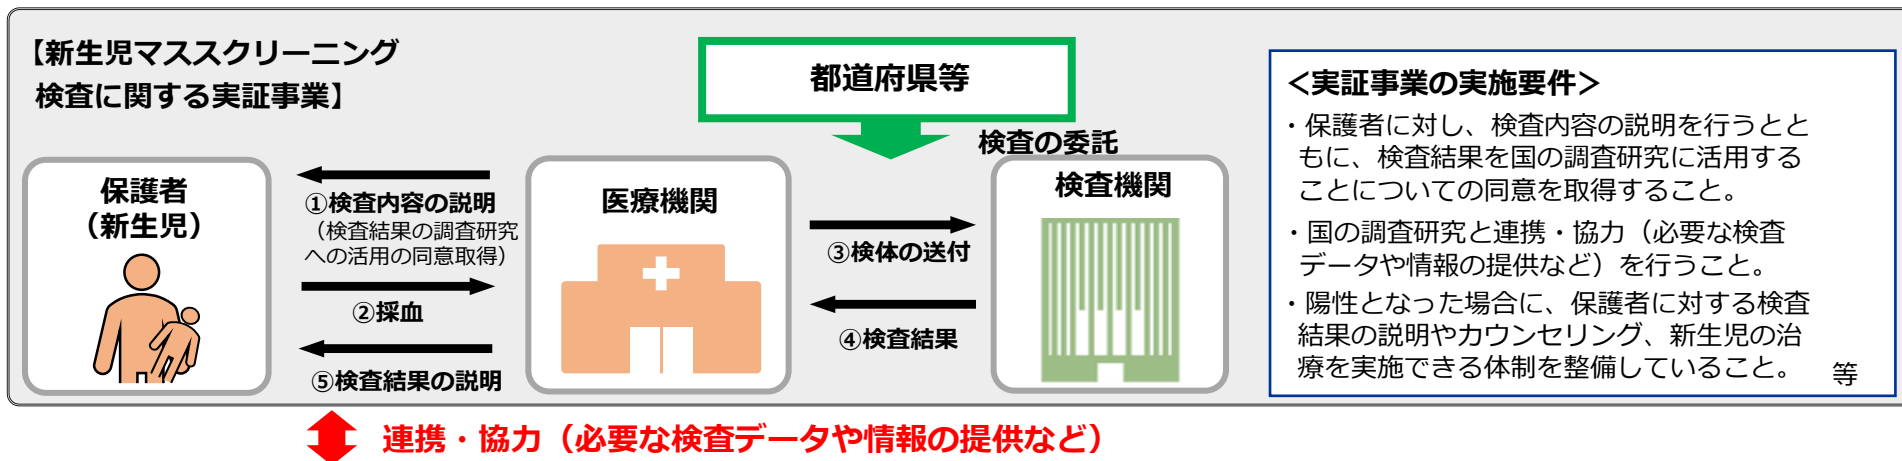 【新生児マススクリーニング
検査に関する実証事業】
都道府県等
検査の委託
保護者
（新生児）
①検査内容の説明
（検査結果の調査研究
への活用の同意取得）
②採血
⑤検査結果の説明
医療機関
③検体の送付
④検査結果
検査機関
＜実証事業の実施要件＞
・保護者に対し、検査内容の説明を行うとと
もに、検査結果を国の調査研究に活用する
ことについての同意を取得すること。
・国の調査研究と連携・協力（必要な検査
データや情報の提供など）を行うこと。
・陽性となった場合に、保護者に対する検査
結果の説明やカウンセリング、新生児の治
療を実施できる体制を整備していること。 等
連携・協力（必要な検査データや情報の提供など）